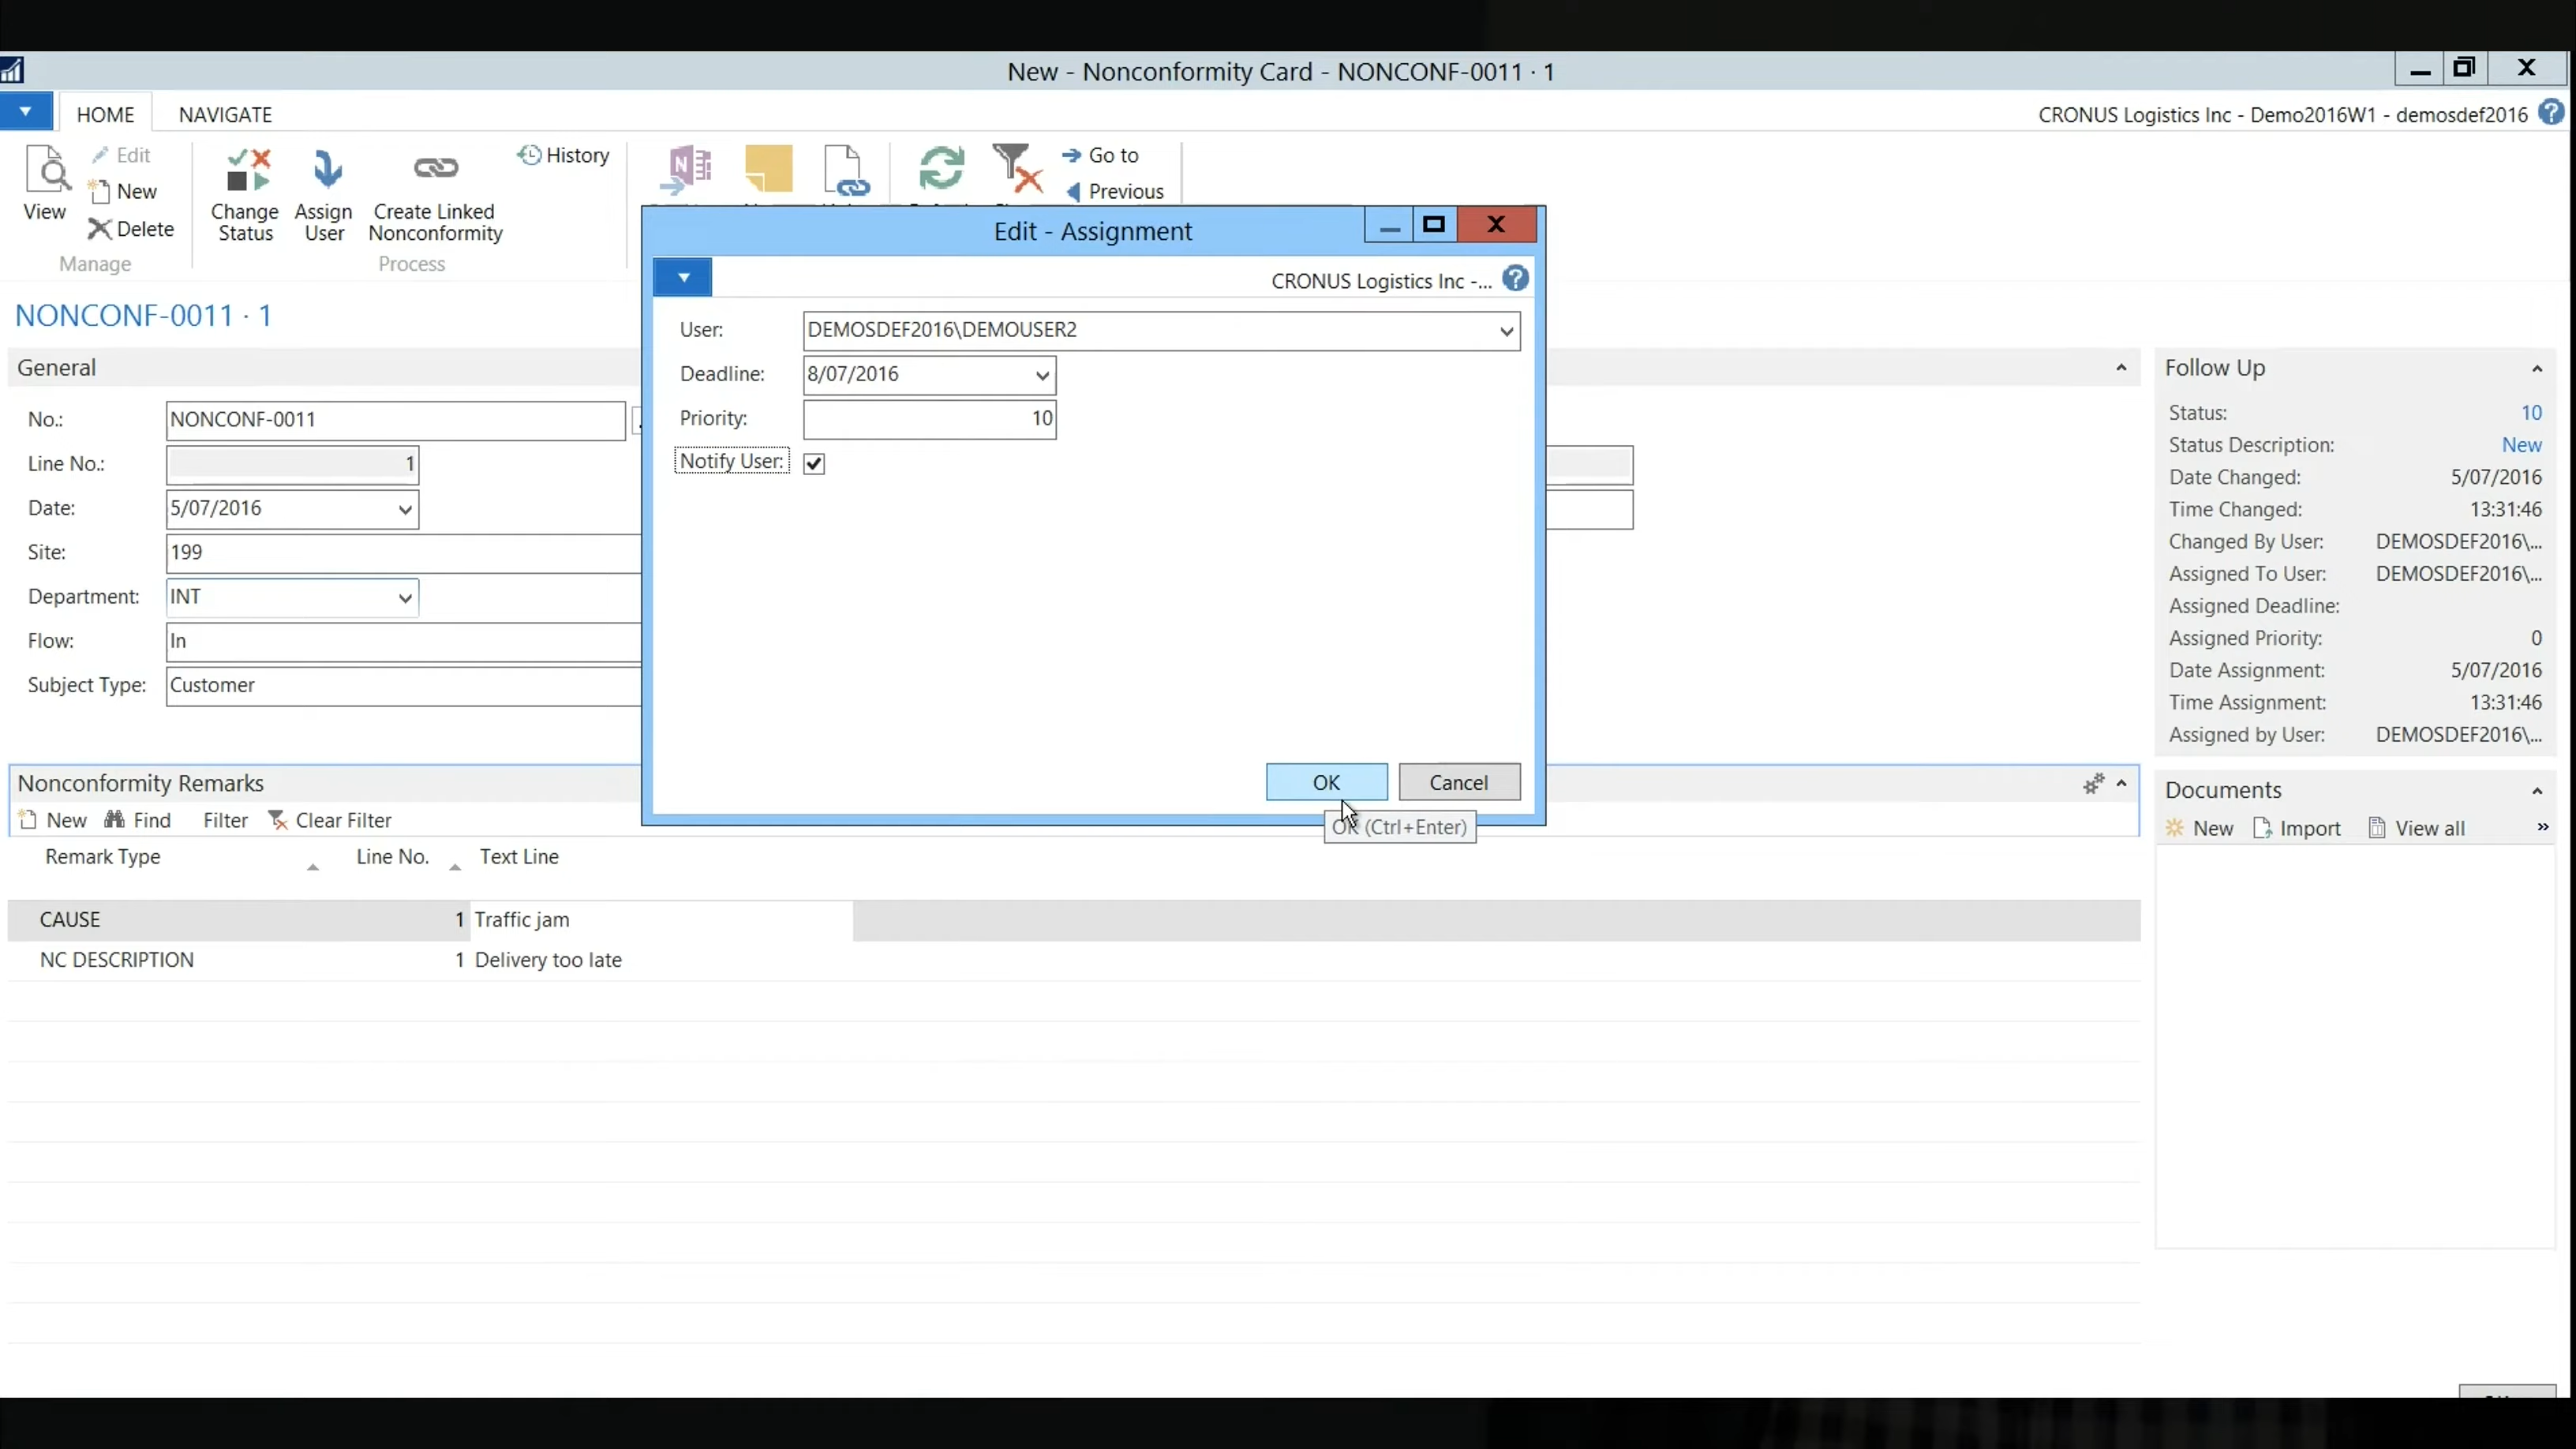 New - Nonconformity Card - NONCONF-0011 · 1
HOME
NAVIGATE
CRONUS Logistics Inc - Demo2016W1 - demosdef2016
View
Edit
New
Delete
Manage
Change Status
Assign User
Create Linked Nonconformity
History
Process
Go to
Previous
NONCONF-0011 · 1
General
No.: NONCONF-0011
Line No.: 1
Date: 5/07/2016
Site: 199
Department: INT
Flow: In
Subject Type: Customer
Edit - Assignment
CRONUS Logistics Inc -...
User: DEMOSDEF2016\DEMOUSER2
Deadline: 8/07/2016
Priority: 10
Notify User:
OK
Cancel
OK (Ctrl+Enter)
Follow Up
Status: 10
Status Description: New
Date Changed: 5/07/2016
Time Changed: 13:31:46
Changed By User: DEMOSDEF2016\...
Assigned To User: DEMOSDEF2016\...
Assigned Deadline:
Assigned Priority: 0
Date Assignment: 5/07/2016
Time Assignment: 13:31:46
Assigned by User: DEMOSDEF2016\...
Documents
New Import View all »
Nonconformity Remarks
New Find Filter Clear Filter
Remark Type Line No. Text Line
CAUSE 1 Traffic jam
NC DESCRIPTION 1 Delivery too late